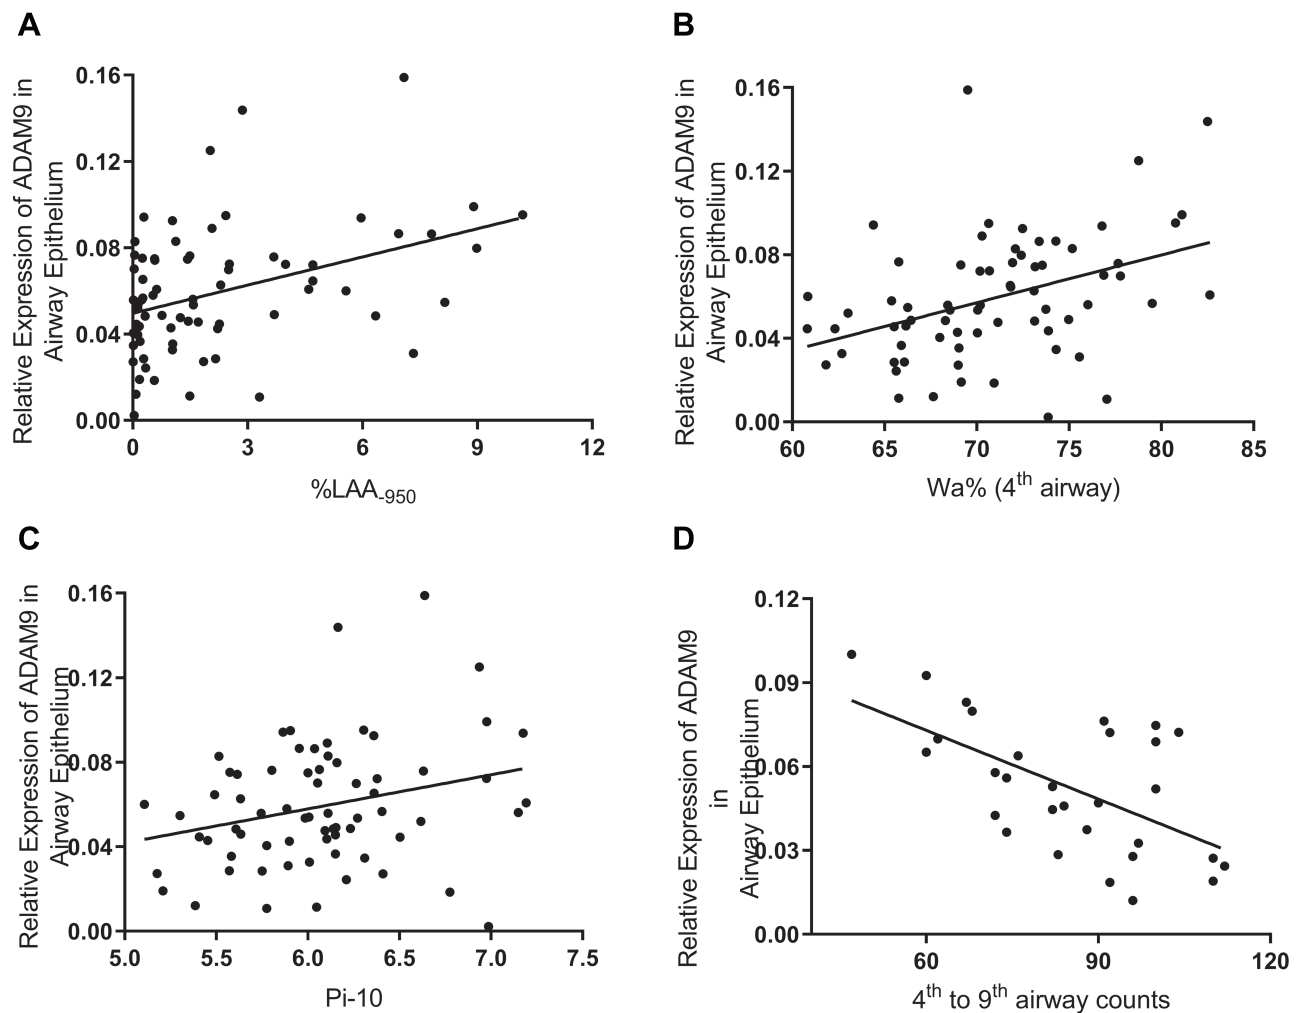 A
Relative Expression of ADAM9 in
Airway Epithelium
0.16
0.12
0.08
0.04
0.00
0 3 6 9 12
%LAA-950
B
Relative Expression of ADAM9 in
Airway Epithelium
0.16
0.12
0.08
0.04
0.00
60 65 70 75 80 85
Wa% (4th airway)
C
Relative Expression of ADAM9 in
Airway Epithelium
0.16
0.12
0.08
0.04
0.00
5.0 5.5 6.0 6.5 7.0 7.5
Pi-10
D
Relative Expression of ADAM9
in
Airway Epithelium
0.12
0.09
0.06
0.03
0.00
60 90 120
4th to 9th airway counts